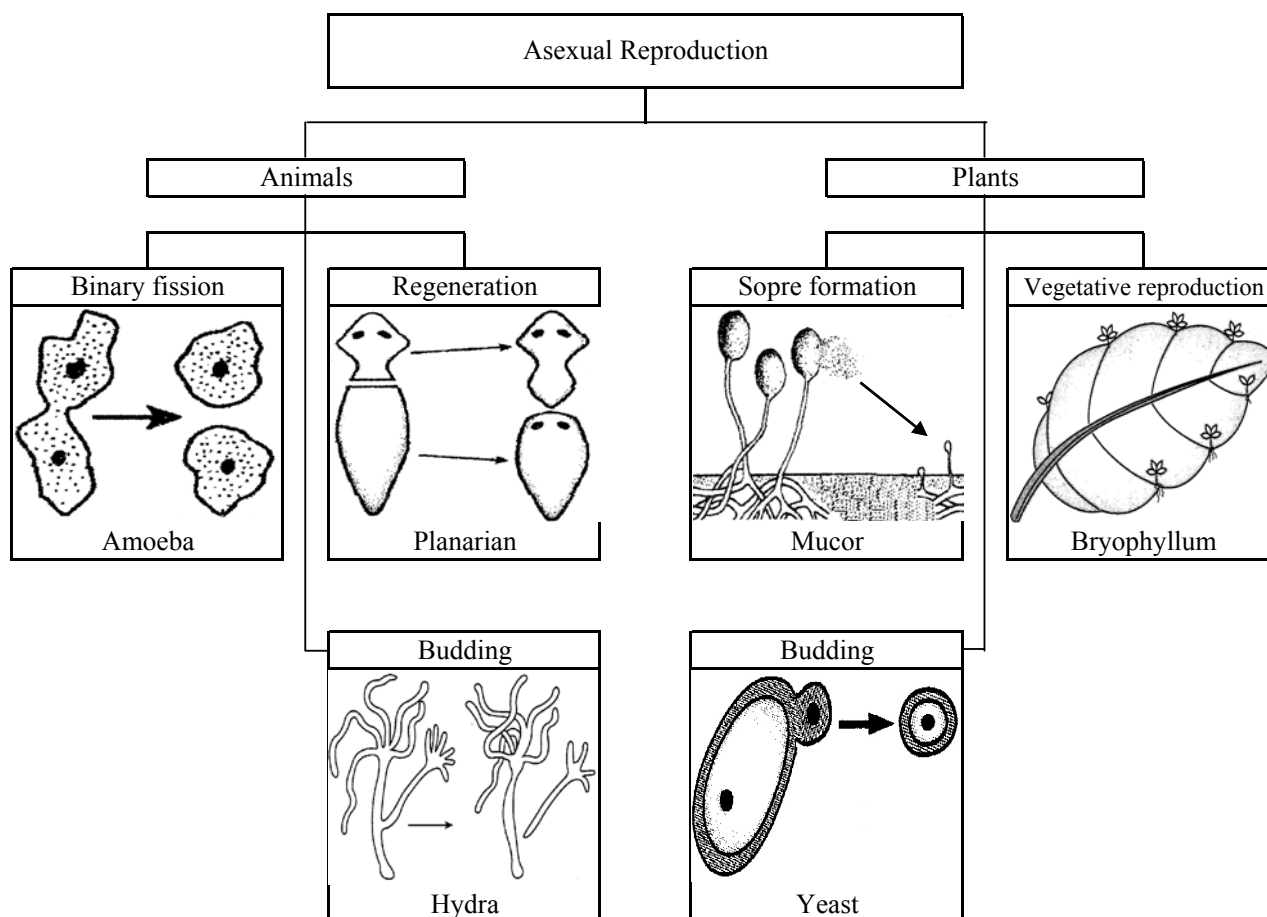 Asexual Reproduction
Animals
Plants
Binary fission
Regeneration
Sopre formation
Vegetative reproduction
Amoeba
Planarian
Mucor
Bryophyllum
Budding
Budding
Hydra
Yeast